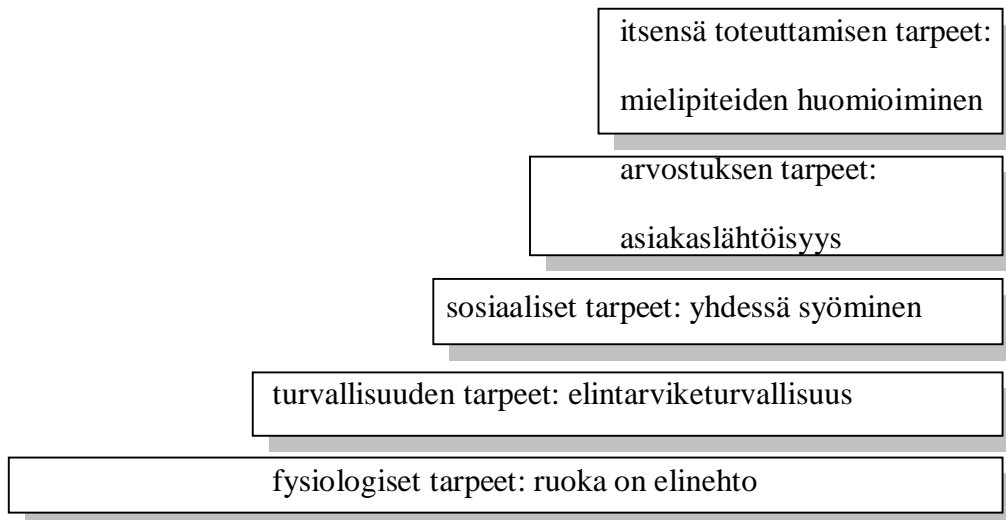 itsensä toteuttamisen tarpeet:
mielipiteiden huomioiminen
arvostuksen tarpeet:
asiakaslähtöisyys
sosiaaliset tarpeet: yhdessä syöminen
turvallisuuden tarpeet: elintarviketurvallisuus
fysiologiset tarpeet: ruoka on elinehto